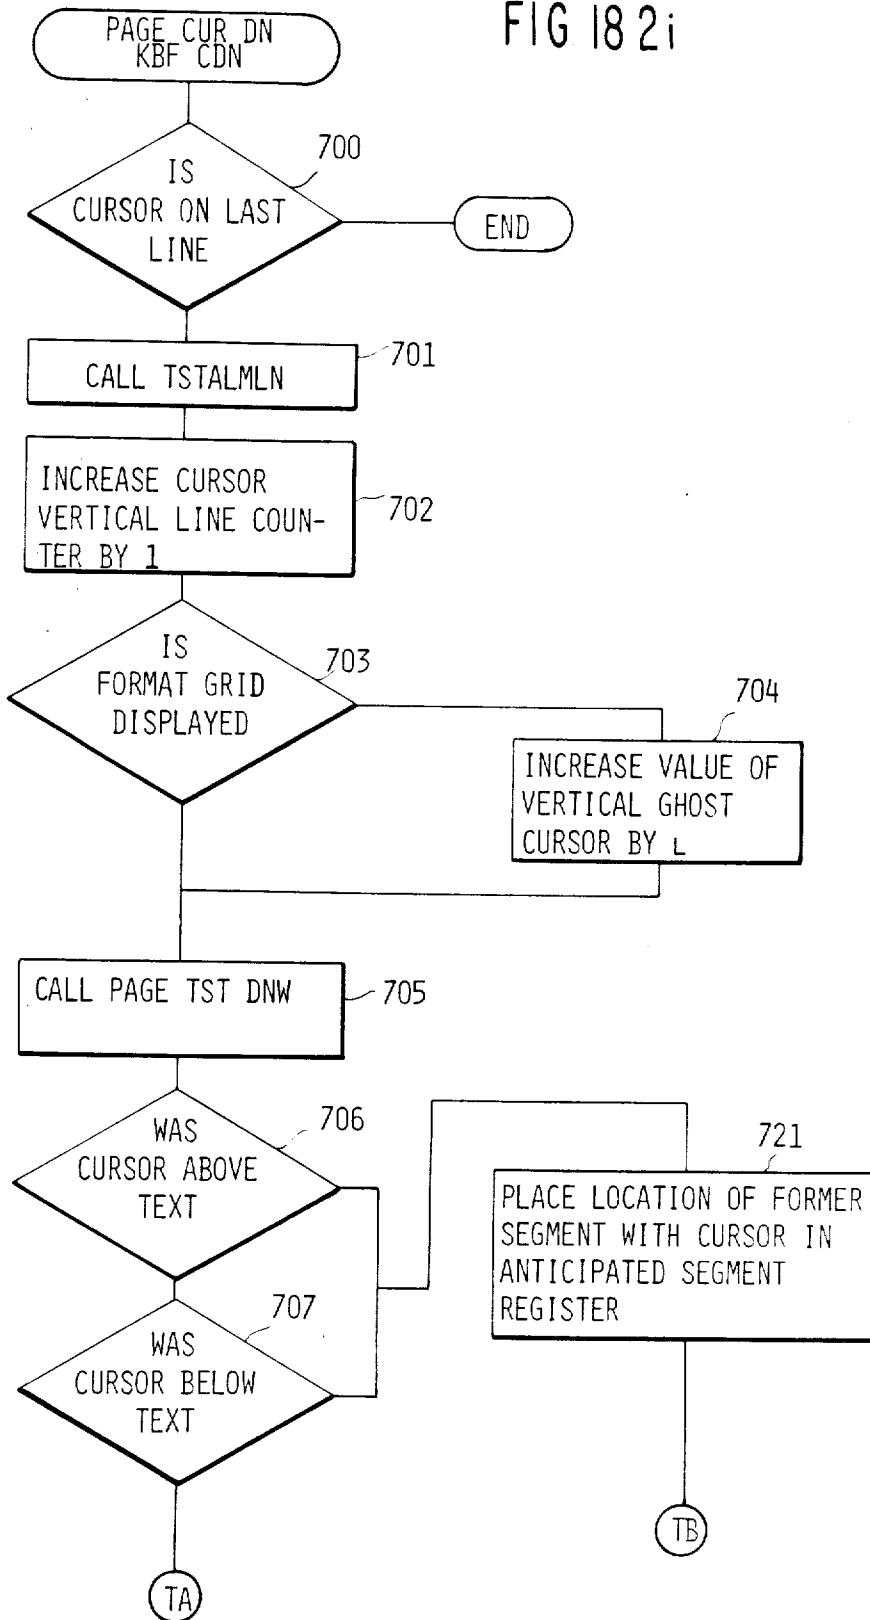 FIG 182i
PAGE CUR DN
KBF CDN
700
IS
CURSOR ON LAST
LINE
END
701
CALL TSTALMLN
702
INCREASE CURSOR
VERTICAL LINE COUN-
TER BY 1
703
IS
FORMAT GRID
DISPLAYED
704
INCREASE VALUE OF
VERTICAL GHOST
CURSOR BY L
CALL PAGE TST DNW
705
706
WAS
CURSOR ABOVE
TEXT
721
PLACE LOCATION OF FORMER
SEGMENT WITH CURSOR IN
ANTICIPATED SEGMENT
REGISTER
707
WAS
CURSOR BELOW
TEXT
TB
TA